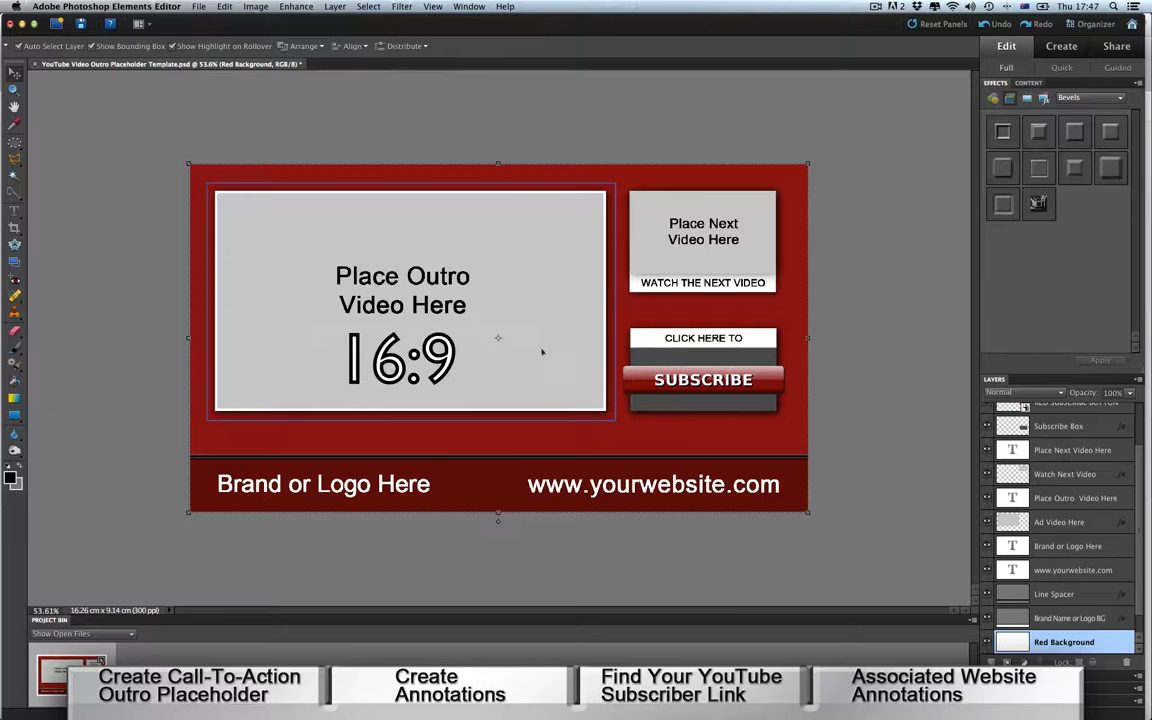 Adobe Photoshop Elements Editor File Edit Image Enhance Layer Select Filter View Window Help 2 Thu 17:47
Reset Panels Undo Redo Organizer
Auto Select Layer Show Bounding Box Show Highlight on Rollover Arrange Align Distribute
Edit Create Share
YouTube Video Outro Placeholder Template.psd @ 53.6% (Red Background, RGB/8) *
Full Quick Guided
EFFECTS CONTENT
Bevels
Place Outro
Video Here
16:9
Place Next
Video Here
WATCH THE NEXT VIDEO
CLICK HERE TO
SUBSCRIBE
Brand or Logo Here www.yourwebsite.com
Apply
LAYERS
Normal Opacity: 100%
RED SUBSCRIBE BUTTON
Subscribe Box
Place Next Video Here
Watch Next Video
Place Outro Video Here
Ad Video Here
Brand or Logo Here
www.yourwebsite.com
Line Spacer
Brand Name or Logo BG
Red Background
Lock:
53.61% 16.26 cm x 9.14 cm (300 ppi)
PROJECT BIN
Show Open Files
Create Call-To-Action
Outro Placeholder
Create
Annotations
Find Your YouTube
Subscriber Link
Associated Website
Annotations